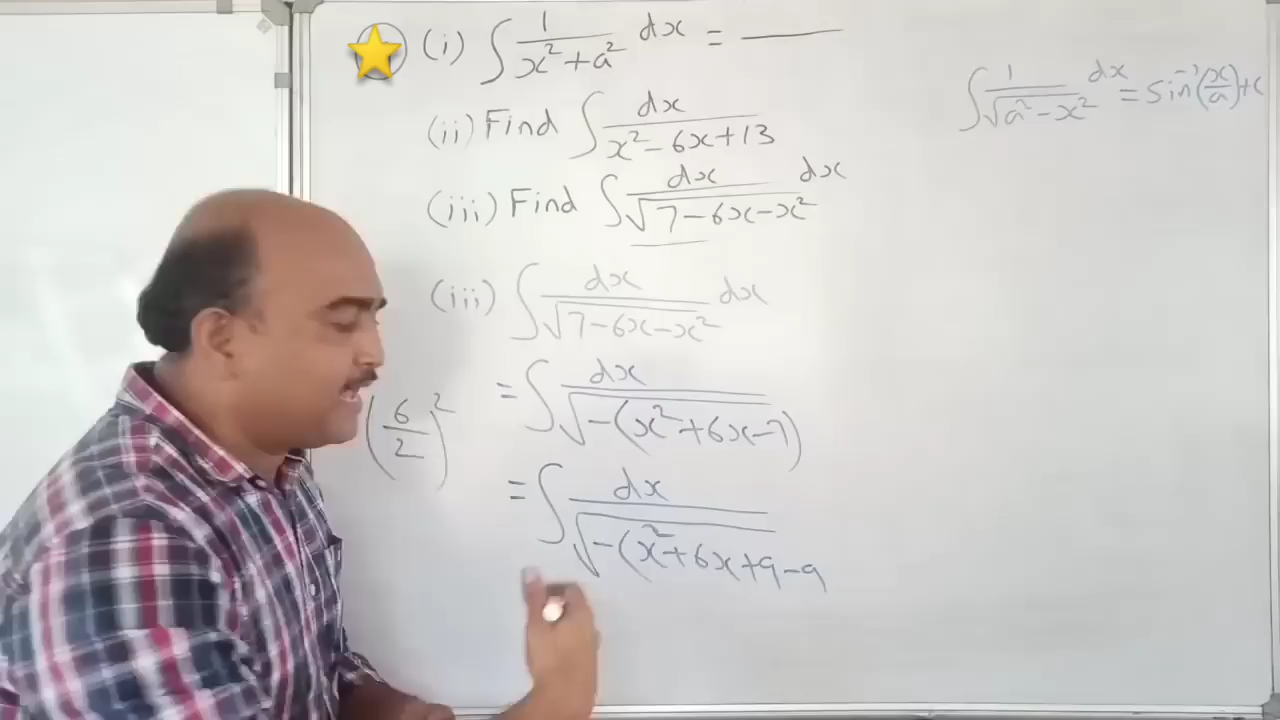 (i) ∫ 1/(x²+a²) dx = ____
∫ 1/√(a²-x²) dx = Sin⁻¹(x/a)+c
(ii) Find ∫ dx/(x²-6x+13)
(iii) Find ∫ dx/√(7-6x-x²) dx
(iii) ∫ dx/√(7-6x-x²) dx
= ∫ dx/√(-(x²+6x-7))
(6/2)²
= ∫ dx/√(-(x²+6x+9-9